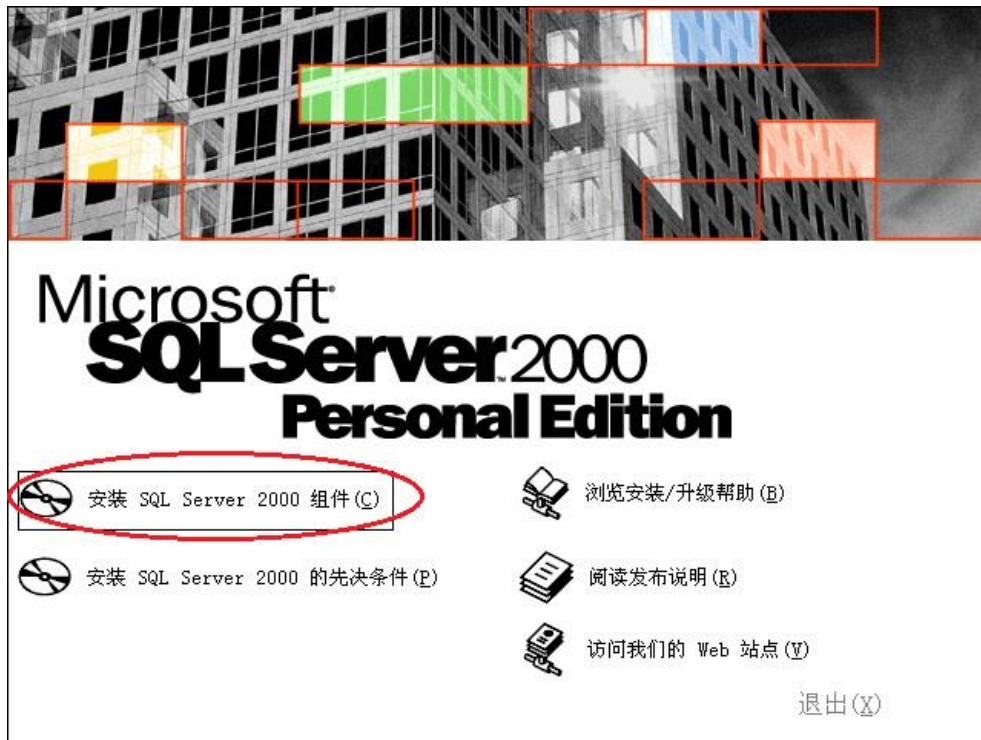 Microsoft
SQL Server 2000
Personal Edition
安装 SQL Server 2000 组件(C)
安装 SQL Server 2000 的先决条件(P)
浏览安装/升级帮助(B)
阅读发布说明(R)
访问我们的 Web 站点(V)
退出(X)